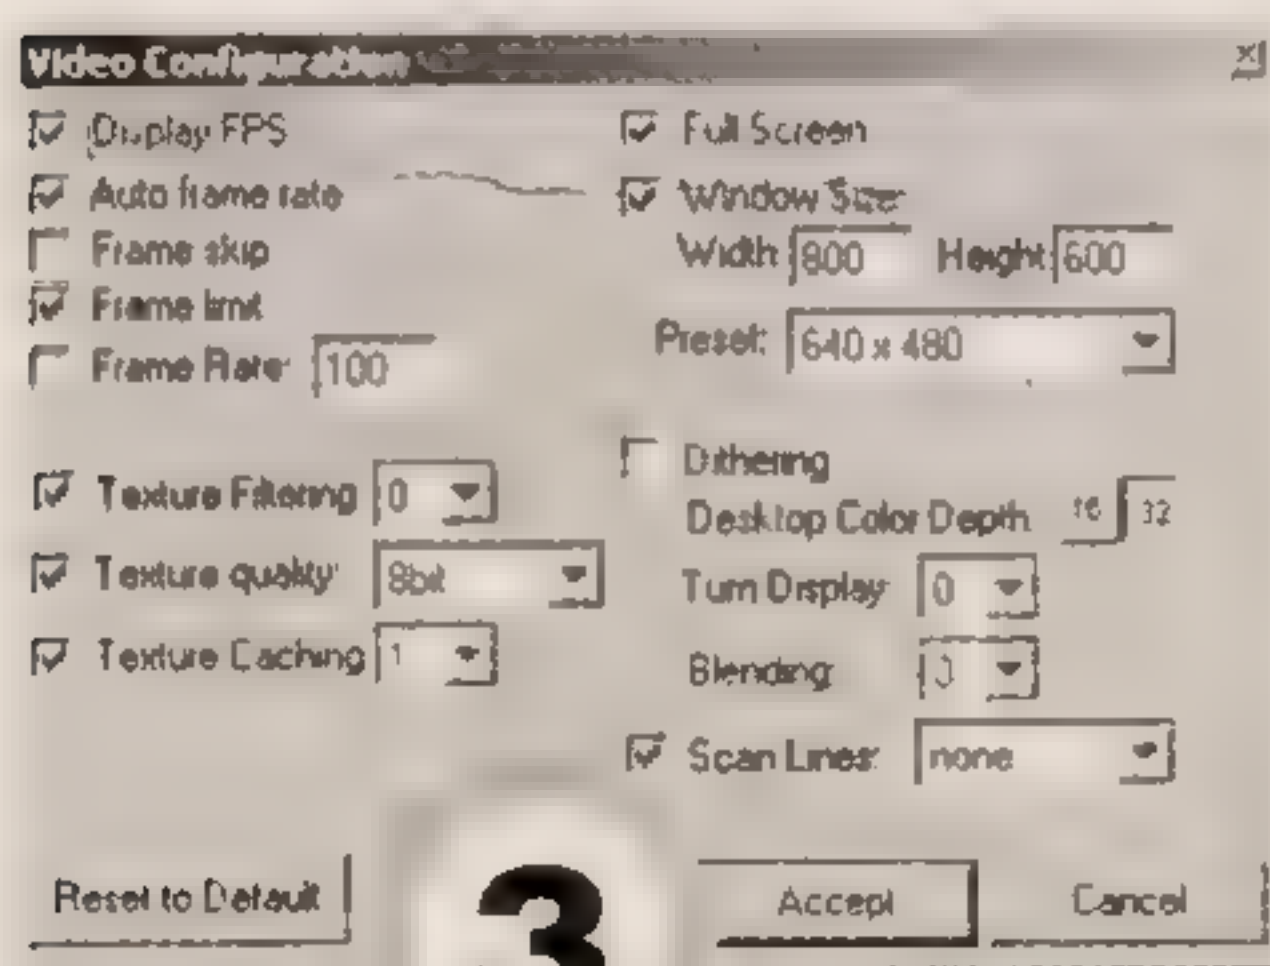 Video Configuration
Display FPS
Auto frame rate
Frame skip
Frame limit
Frame Rate: 100
Texture Filtering 0
Texture quality: 8bit
Texture Caching 1
Full Screen
Window Size:
Width 800 Height: 600
Preset: 640 x 480
Dithering
Desktop Color Depth 16 32
Turn Display: 0
Blending:
Scan Lines: none
Reset to Default
3
Accept
Cancel